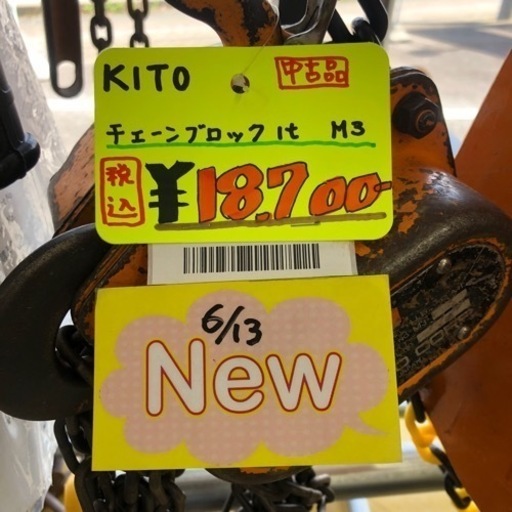 KITO 中古品
チェーンブロック 1t M3
税込 ¥18,700-
6/13
New